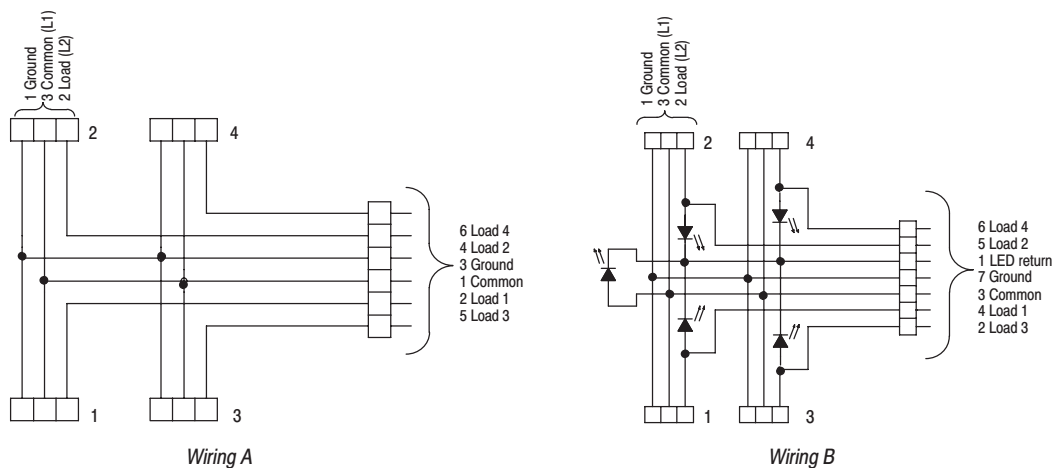 1 Ground
3 Common (L1)
2 Load (L2)
2
4
6 Load 4
4 Load 2
3 Ground
1 Common
2 Load 1
5 Load 3
1
3
Wiring A
1 Ground
3 Common (L1)
2 Load (L2)
2
4
6 Load 4
5 Load 2
1 LED return
7 Ground
3 Common
4 Load 1
2 Load 3
1
3
Wiring B